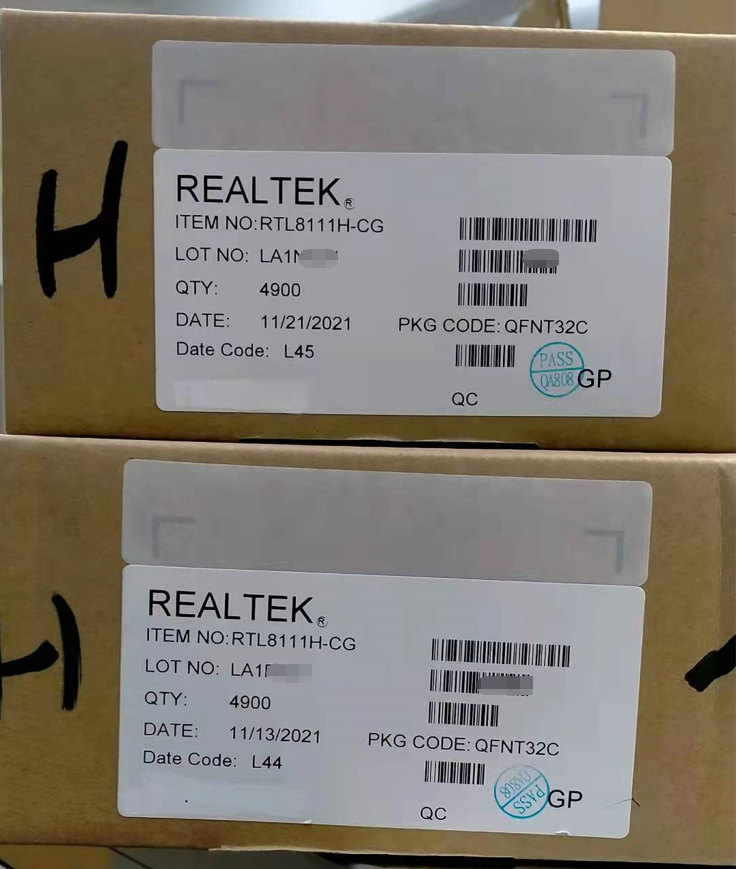 H
REALTEK®
ITEM NO:RTL8111H-CG
LOT NO: LA1
QTY: 4900
DATE: 11/21/2021 PKG CODE: QFNT32C
Date Code: L45
PASS
QA808
GP
QC
H
REALTEK®
ITEM NO:RTL8111H-CG
LOT NO: LA1
QTY: 4900
DATE: 11/13/2021 PKG CODE: QFNT32C
Date Code: L44
PASS
QA808
GP
QC